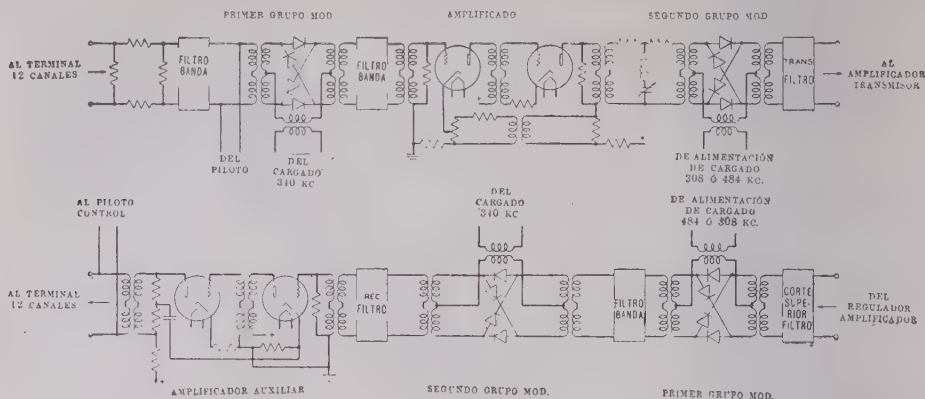 PRIMER GRUPO MOD
AMPLIFICADO
SEGUNDO GRUPO MOD
AL TERMINAL
12 CANALES
FILTRO
BANDA
FILTRO
BANDA
TRANS
FILTRO
AL
AMPLIFICADOR
TRANSMISOR
DEL
PILOTO
DEL
CARGADO
340 KC
DE ALIMENTACIÓN
DE CARGADO
308 Ó 484 KC.
AL PILOTO
CONTROL
DEL
CARGADO
340 KC
DE ALIMENTACIÓN
DE CARGADO
484 Ó 308 KC.
AL TERMINAL
12 CANALES
REC
FILTRO
FILTRO
BANDA
CORTE
SUPE-
RIOR
FILTRO
DEL
REGULADOR
AMPLIFICADOR
AMPLIFICADOR AUXILIAR
SEGUNDO GRUPO MOD.
PRIMER GRUPO MOD.